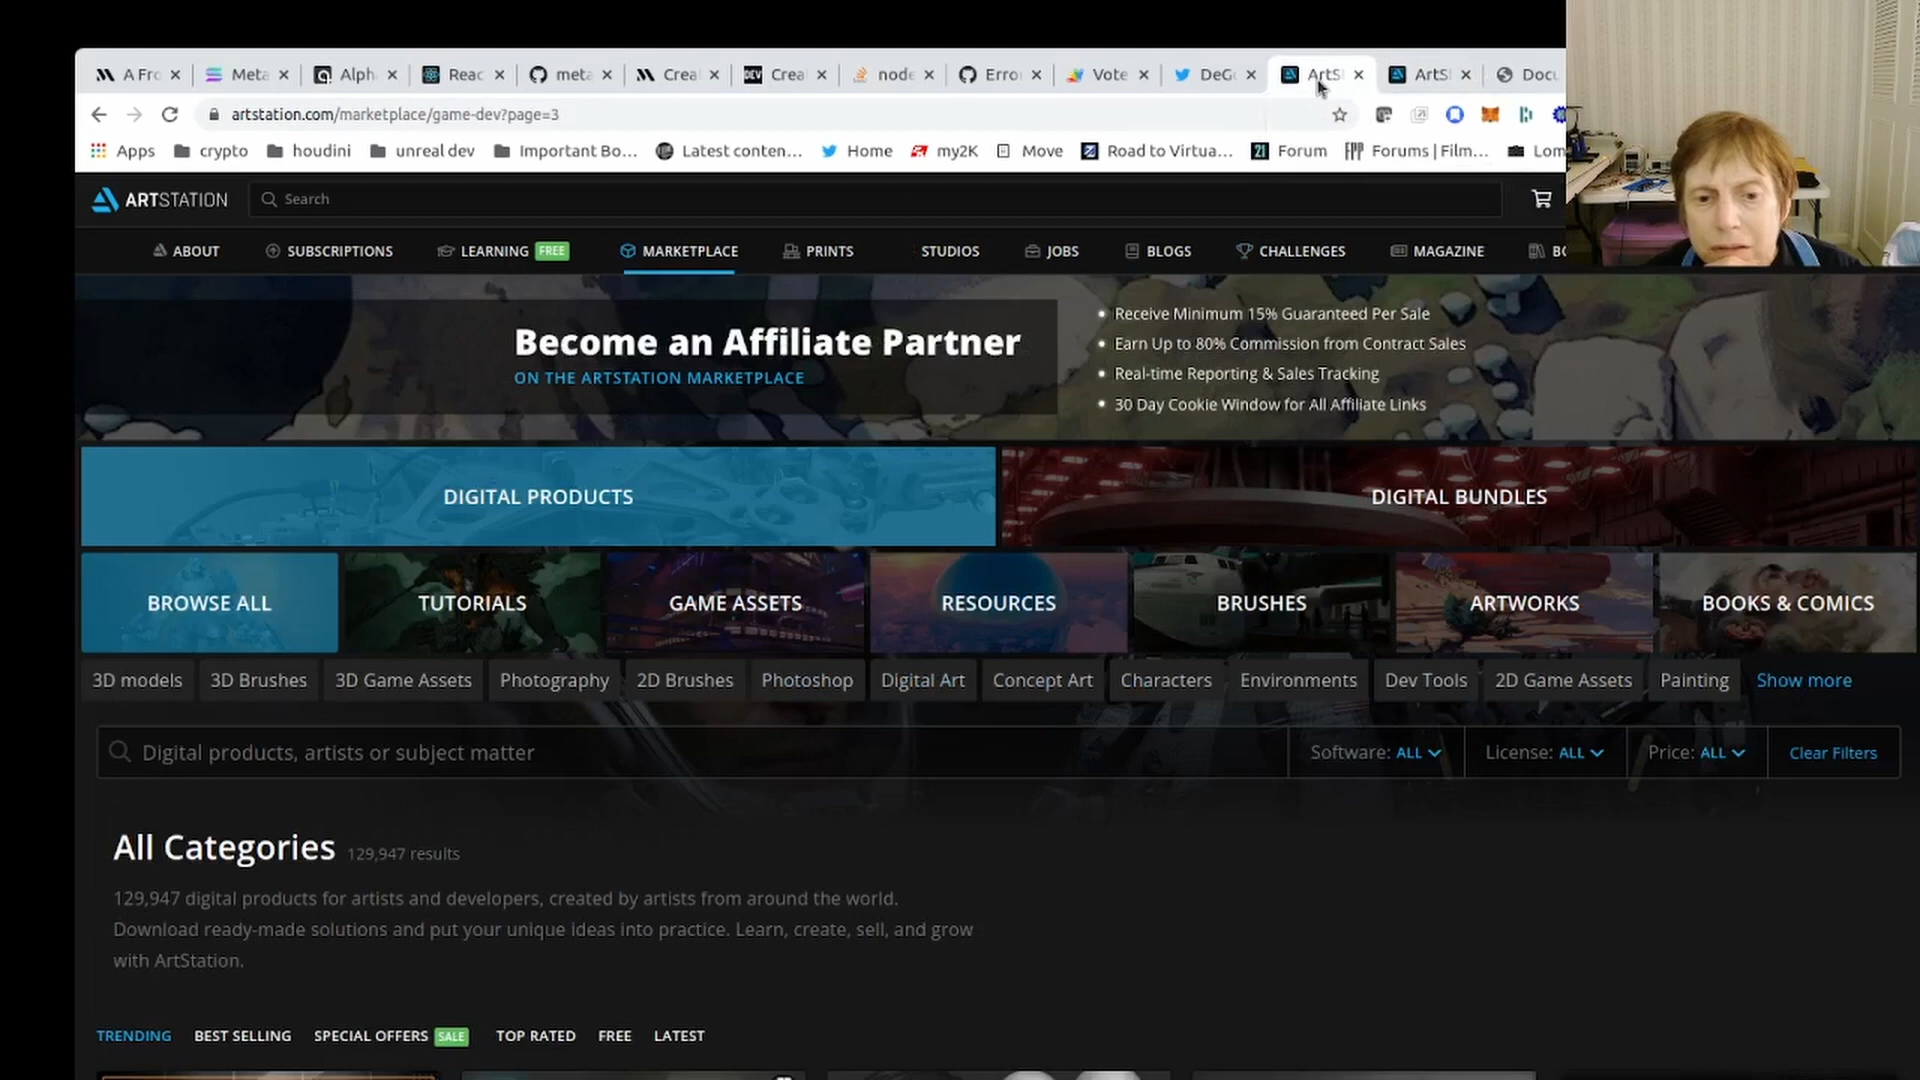 A Fro
Meta
Alph
Reac
meta
Crea
DEV
Crea
node
Erro
Vote
DeG
ArtS
ArtS
Docu
artstation.com/marketplace/game-dev?page=3
Apps
crypto
houdini
unreal dev
Important Bo...
Latest conten...
Home
my2K
Move
Road to Virtua...
21
Forum
Forums | Film...
Lom
ARTSTATION
Search
ABOUT
SUBSCRIPTIONS
LEARNING FREE
MARKETPLACE
PRINTS
STUDIOS
JOBS
BLOGS
CHALLENGES
MAGAZINE
BO
Become an Affiliate Partner
ON THE ARTSTATION MARKETPLACE
• Receive Minimum 15% Guaranteed Per Sale
• Earn Up to 80% Commission from Contract Sales
• Real-time Reporting & Sales Tracking
• 30 Day Cookie Window for All Affiliate Links
DIGITAL PRODUCTS
DIGITAL BUNDLES
BROWSE ALL
TUTORIALS
GAME ASSETS
RESOURCES
BRUSHES
ARTWORKS
BOOKS & COMICS
3D models
3D Brushes
3D Game Assets
Photography
2D Brushes
Photoshop
Digital Art
Concept Art
Characters
Environments
Dev Tools
2D Game Assets
Painting
Show more
Digital products, artists or subject matter
Software: ALL
License: ALL
Price: ALL
Clear Filters
All Categories 129,947 results
129,947 digital products for artists and developers, created by artists from around the world.
Download ready-made solutions and put your unique ideas into practice. Learn, create, sell, and grow
with ArtStation.
TRENDING
BEST SELLING
SPECIAL OFFERS SALE
TOP RATED
FREE
LATEST